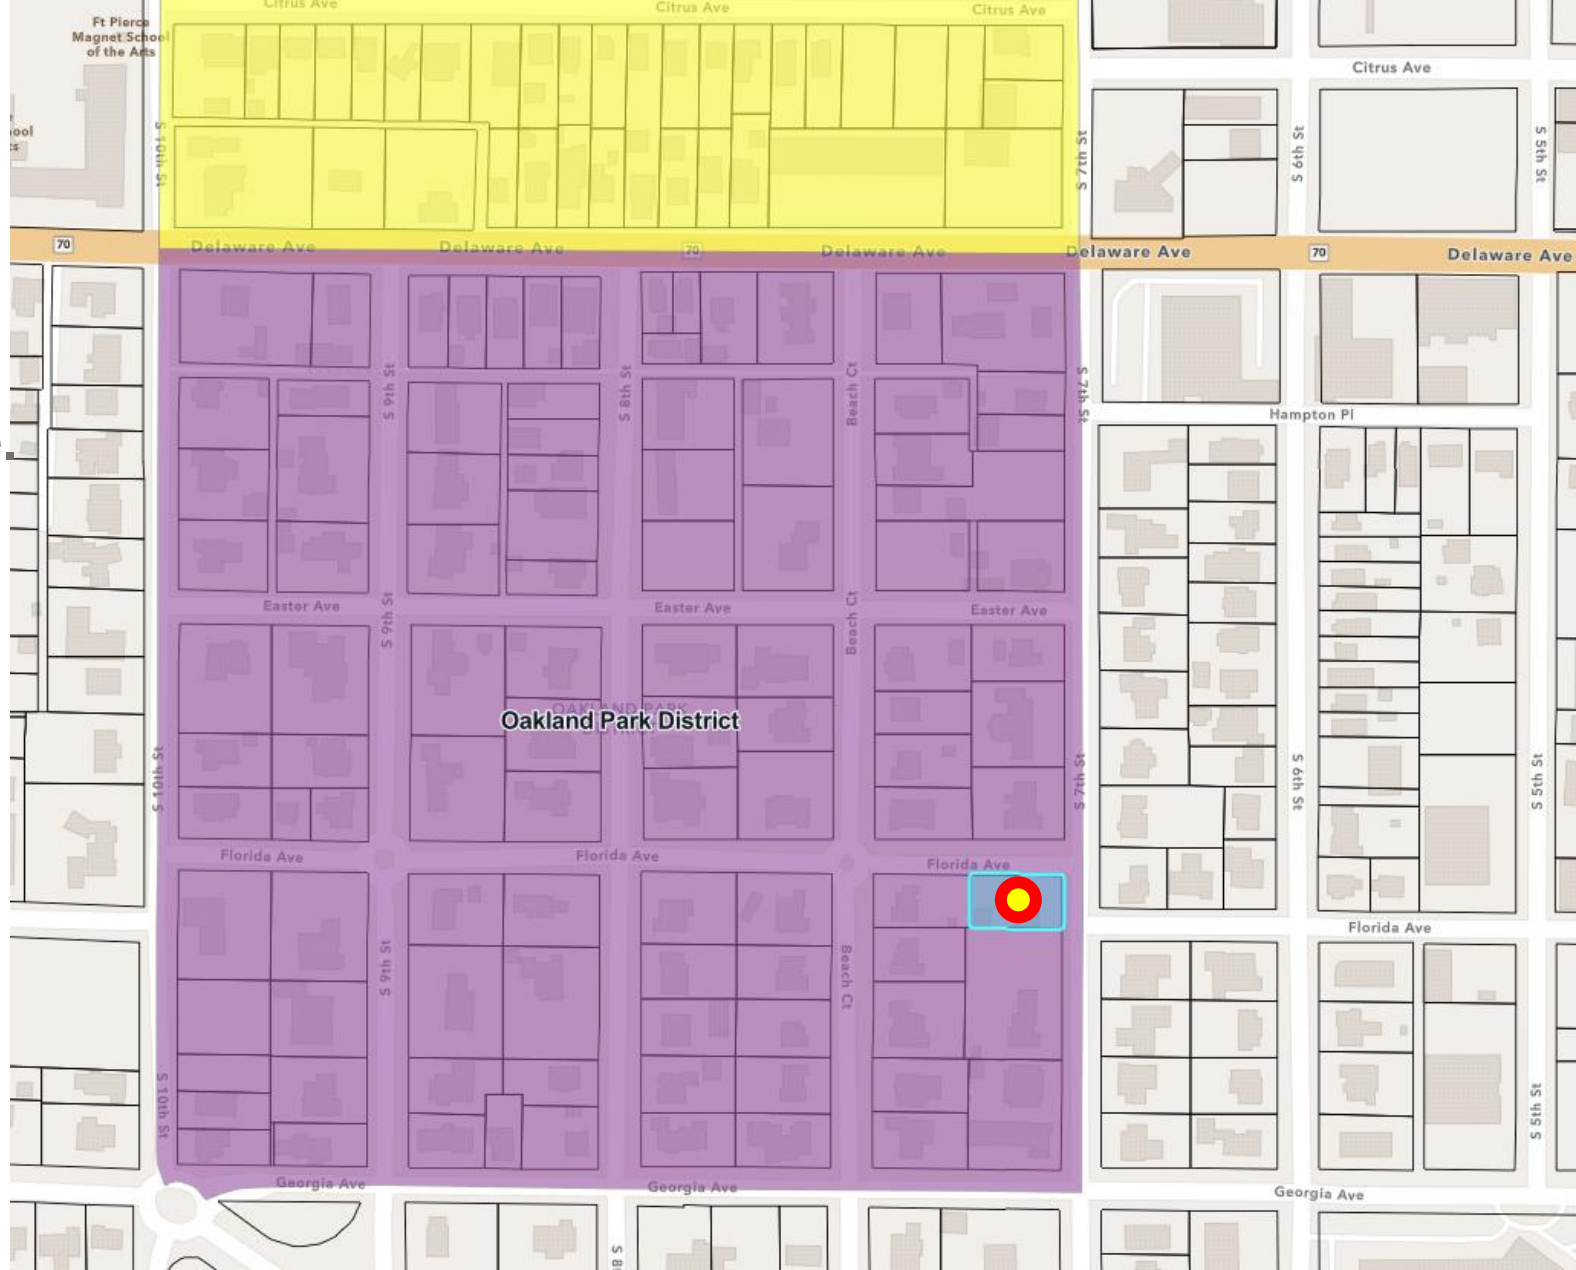 Citrus Ave
Citrus Ave
Citrus Ave
Ft Pierce
Magnet School
of the Arts
Citrus Ave
ool
S 10th St
S 7th St
S 6th St
S 5th St
70
Delaware Ave
Delaware Ave
70
Delaware Ave
Delaware Ave
70
Delaware Ave
S 9th St
S 8th St
Beach Ct
S 7th St
Hampton Pl
Easter Ave
S 9th St
Easter Ave
Beach Ct
Easter Ave
OAKLAND PARK
Oakland Park District
S 10th St
S 7th St
S 6th St
S 5th St
Florida Ave
Florida Ave
Florida Ave
Florida Ave
S 9th St
Beach Ct
S 10th St
S 5th St
Georgia Ave
Georgia Ave
Georgia Ave